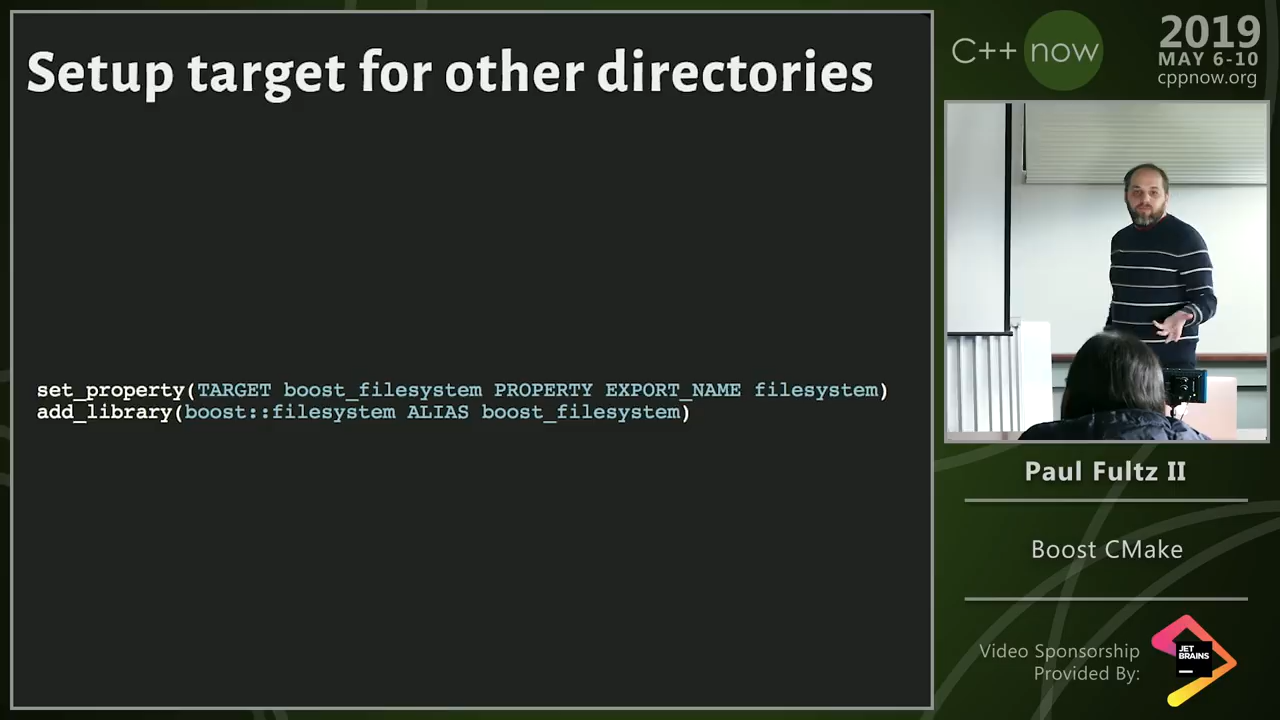 Setup target for other directories
set_property(TARGET boost_filesystem PROPERTY EXPORT_NAME filesystem)
add_library(boost::filesystem ALIAS boost_filesystem)
C++ now
2019
MAY 6-10
cppnow.org
Paul Fultz II
Boost CMake
Video Sponsorship
Provided By:
JET
BRAINS